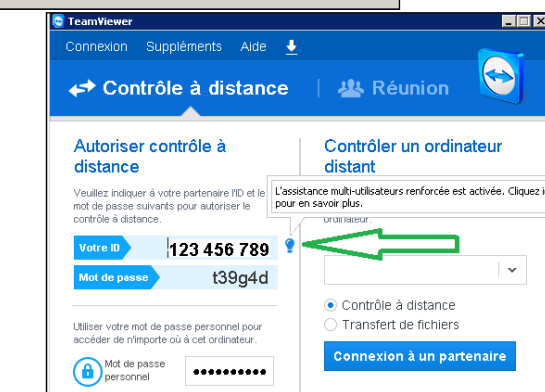 TeamViewer
Connexion Suppléments Aide
Contrôle à distance
Réunion
Autoriser contrôle à
distance
Veuillez indiquer à votre partenaire l'ID et le
mot de passe suivants pour autoriser le
contrôle à distance.
Votre ID 123 456 789
Mot de passe t39g4d
Utiliser votre mot de passe personnel pour
accéder de n'importe où à cet ordinateur.
Mot de passe
personnel
Contrôler un ordinateur
distant
L'assistance multi-utilisateurs renforcée est activée. Cliquez
pour en savoir plus.
ordinateur.
Contrôle à distance
Transfert de fichiers
Connexion à un partenaire